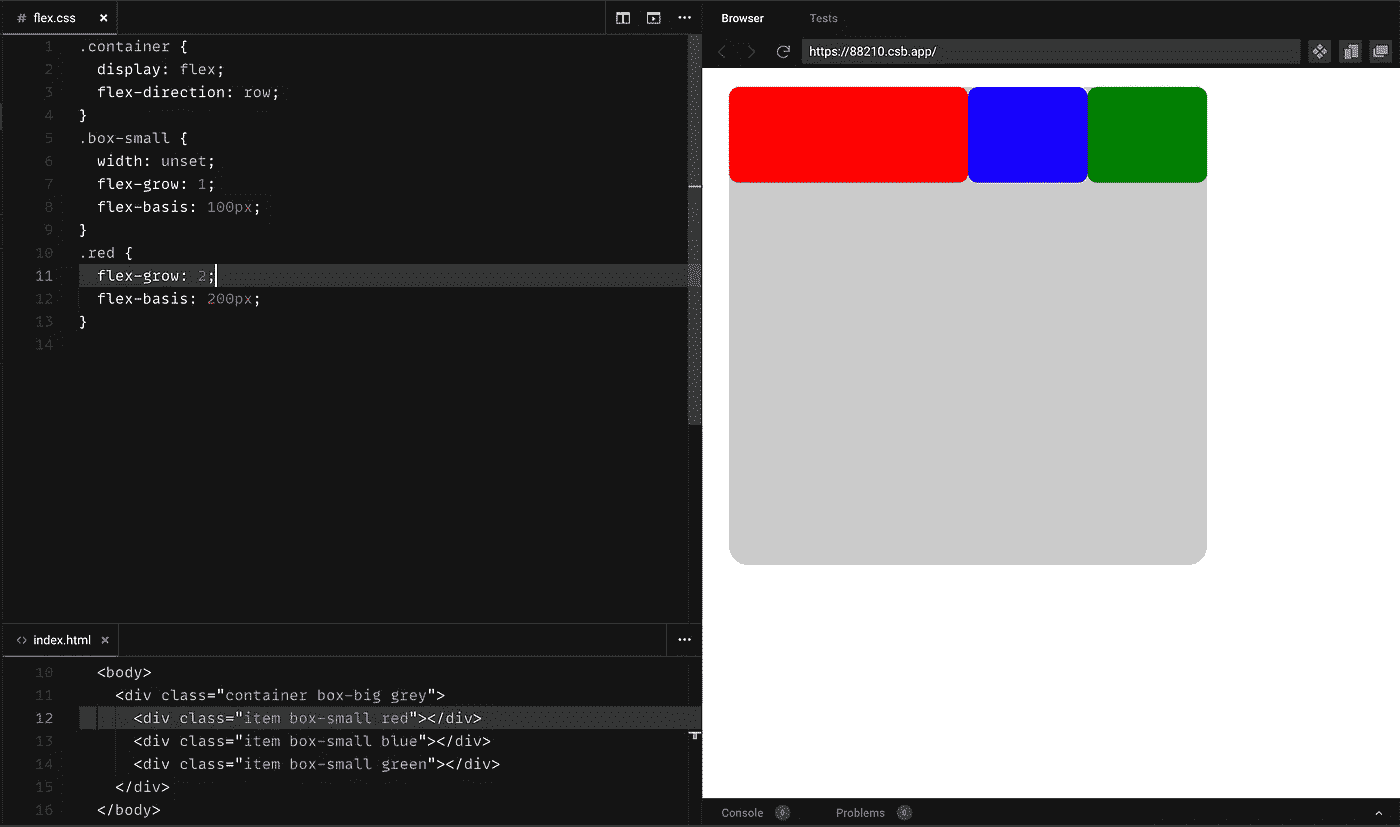 # flex.css ×
1 .container {
2 display: flex;
3 flex-direction: row;
4 }
5 .box-small {
6 width: unset;
7 flex-grow: 1;
8 flex-basis: 100px;
9 }
10 .red {
11 flex-grow: 2;
12 flex-basis: 200px;
13 }
14
<> index.html ×
10 <body>
11 <div class="container box-big grey">
12 <div class="item box-small red"></div>
13 <div class="item box-small blue"></div>
14 <div class="item box-small green"></div>
15 </div>
16 </body>
Browser Tests
https://88210.csb.app/
Console 0 Problems 0